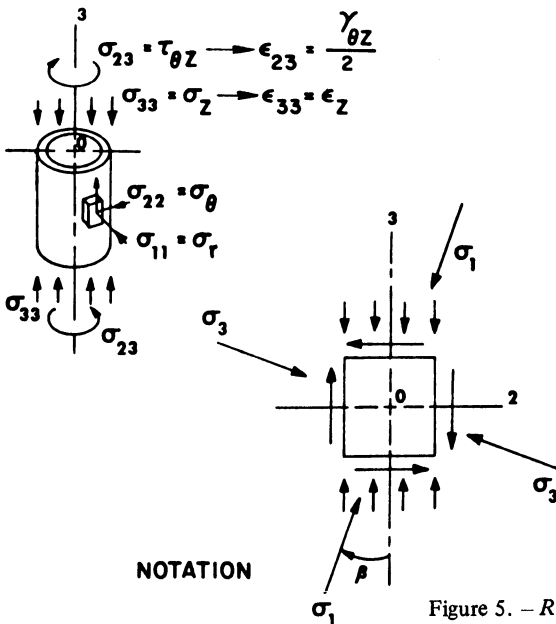 3
σ23 = τθZ → ϵ23 = γθZ / 2
σ33 = σZ → ϵ33 = ϵZ
0
σ22 = σθ
σ11 = σr
σ33
σ23
3
σ1
σ3
0
2
σ3
β
σ1
NOTATION
Figure 5. – R